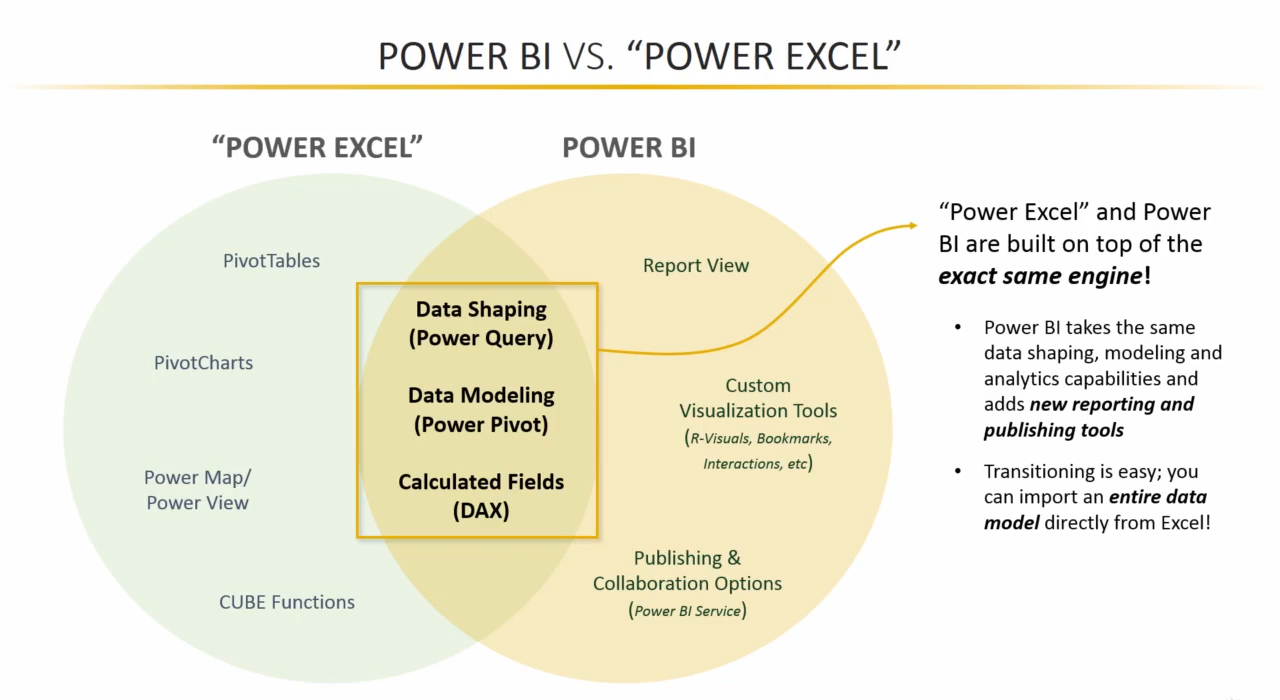 POWER BI VS. “POWER EXCEL”
“POWER EXCEL”
POWER BI
PivotTables
PivotCharts
Power Map/
Power View
CUBE Functions
Data Shaping
(Power Query)
Data Modeling
(Power Pivot)
Calculated Fields
(DAX)
Report View
Custom
Visualization Tools
(R-Visuals, Bookmarks,
Interactions, etc)
Publishing &
Collaboration Options
(Power BI Service)
“Power Excel” and Power
BI are built on top of the
exact same engine!
• Power BI takes the same
data shaping, modeling and
analytics capabilities and
adds new reporting and
publishing tools
• Transitioning is easy; you
can import an entire data
model directly from Excel!